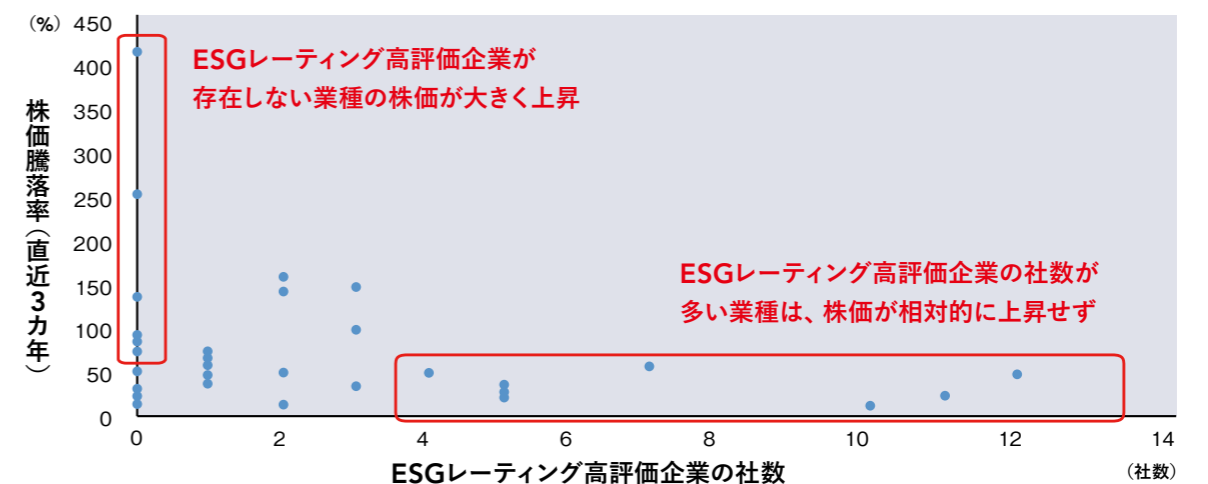 (%)
450
400
350
300
250
200
150
100
50
0
株価騰落率(直近3カ年)
ESGレーティング高評価企業が
存在しない業種の株価が大きく上昇
ESGレーティング高評価企業の社数が
多い業種は、株価が相対的に上昇せず
0 2 4 6 8 10 12 14
ESGレーティング高評価企業の社数
(社数)